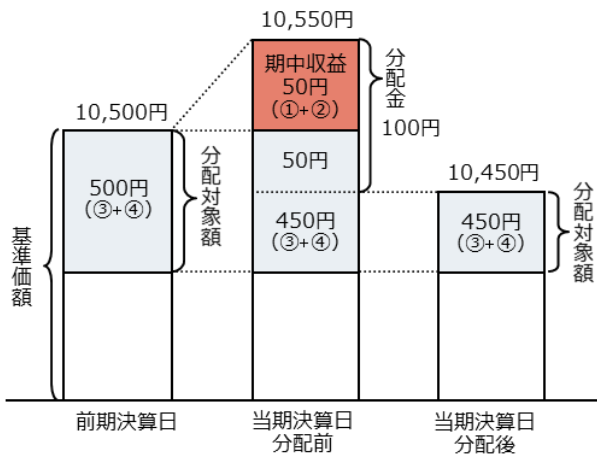 10,550円
期中収益
50円
(①+②)
分配金
100円
10,500円
500円
(③+④)
分配対象額
50円
450円
(③+④)
10,450円
450円
(③+④)
分配対象額
基準価額
前期決算日
当期決算日
分配前
当期決算日
分配後